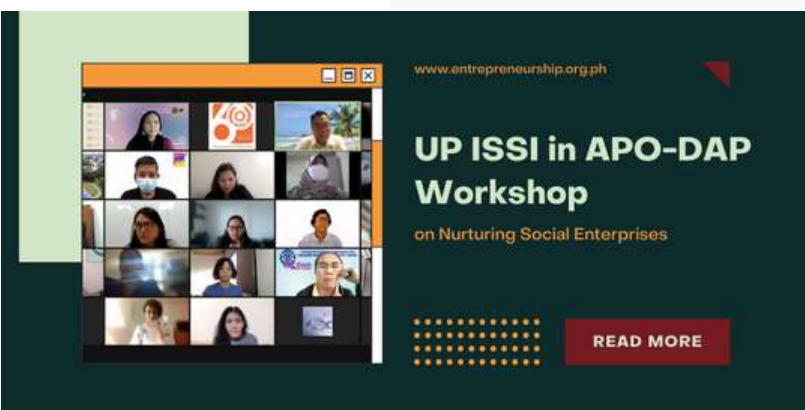 www.entrepreneurship.org.ph
UP ISSI in APO-DAP
Workshop
on Nurturing Social Enterprises
READ MORE